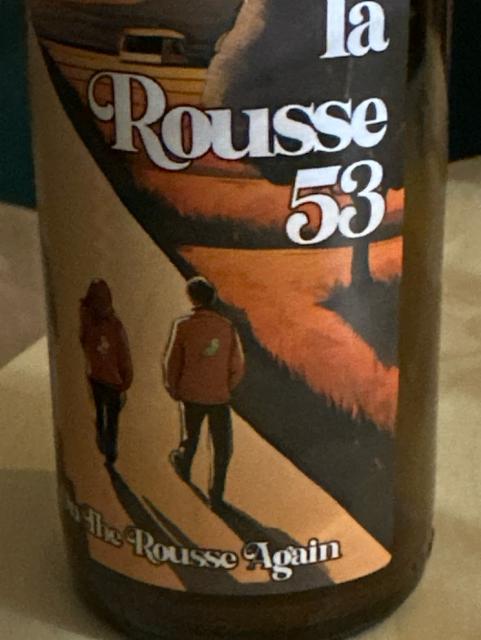 la
Rousse
53
The Rousse Again